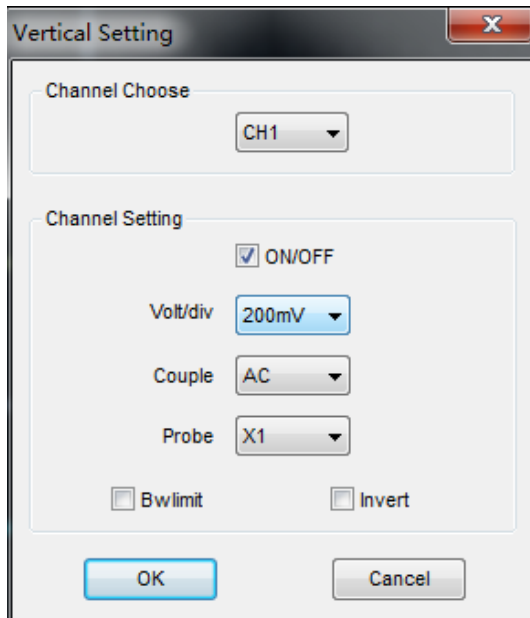 Vertical Setting
X
Channel Choose
CH1
Channel Setting
ON/OFF
Volt/div 200mV
Couple AC
Probe X1
Bwlimit Invert
OK Cancel